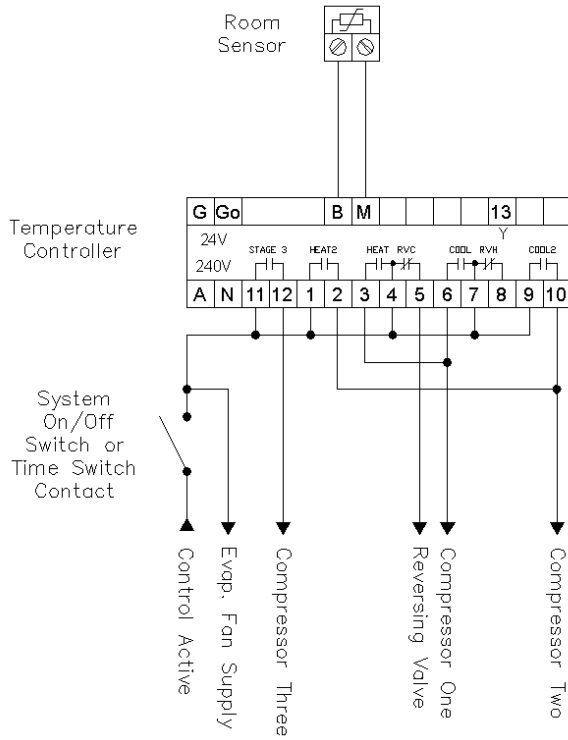 Room
Sensor
G Go B M 13
Temperature
Controller
24V Y
240V STAGE 3 HEAT2 HEAT RVC COOL RVH COOL2
A N 11 12 1 2 3 4 5 6 7 8 9 10
System
On/Off
Switch or
Time Switch
Contact
Control Active
Evap. Fan Supply
Compressor Three
Reversing Valve
Compressor One
Compressor Two